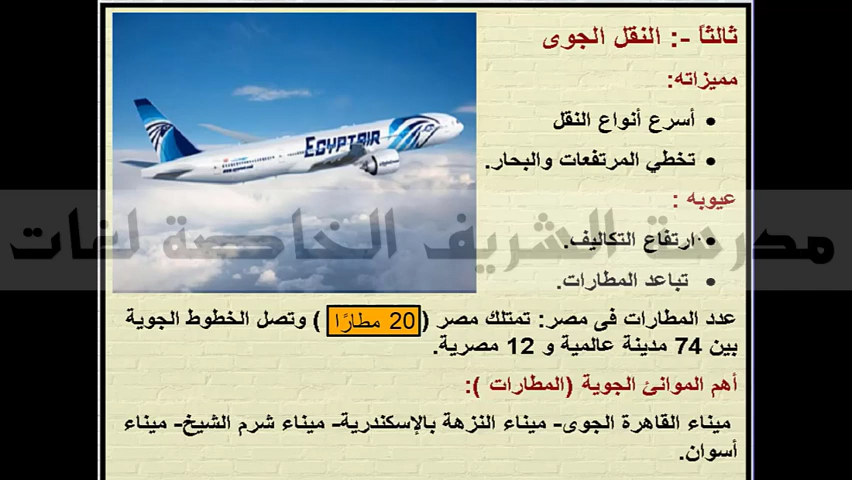 ثالثاً -: النقل الجوى
مميزاته:
• أسرع أنواع النقل
• تخطي المرتفعات والبحار.
عيوبه :
• ارتفاع التكاليف.
• تباعد المطارات.
مدرسة الشريف الخاصة لغات
EGYPTAIR
عدد المطارات فى مصر: تمتلك مصر ( 20 مطارًا ) وتصل الخطوط الجوية
بين 74 مدينة عالمية و 12 مصرية.
أهم الموانئ الجوية (المطارات ):
ميناء القاهرة الجوى- ميناء النزهة بالإسكندرية- ميناء شرم الشيخ- ميناء
أسوان.